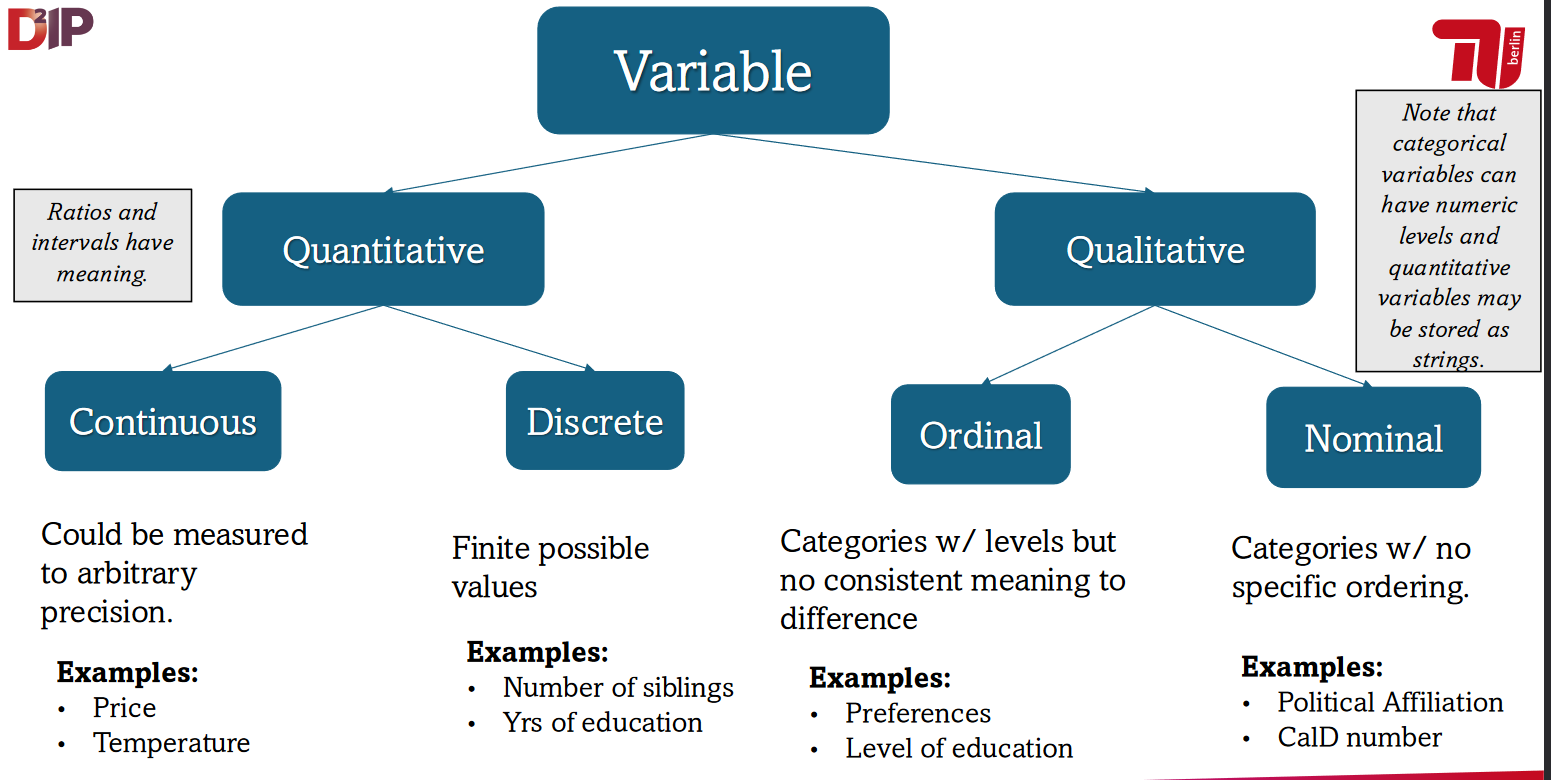 D²IP
Variable
berlin
Note that
categorical
variables can
have numeric
levels and
quantitative
variables may
be stored as
strings.
Ratios and
intervals have
meaning.
Quantitative
Qualitative
Continuous
Discrete
Ordinal
Nominal
Could be measured
to arbitrary
precision.
Examples:
• Price
• Temperature
Finite possible
values
Examples:
• Number of siblings
• Yrs of education
Categories w/ levels but
no consistent meaning to
difference
Examples:
• Preferences
• Level of education
Categories w/ no
specific ordering.
Examples:
• Political Affiliation
• CalD number